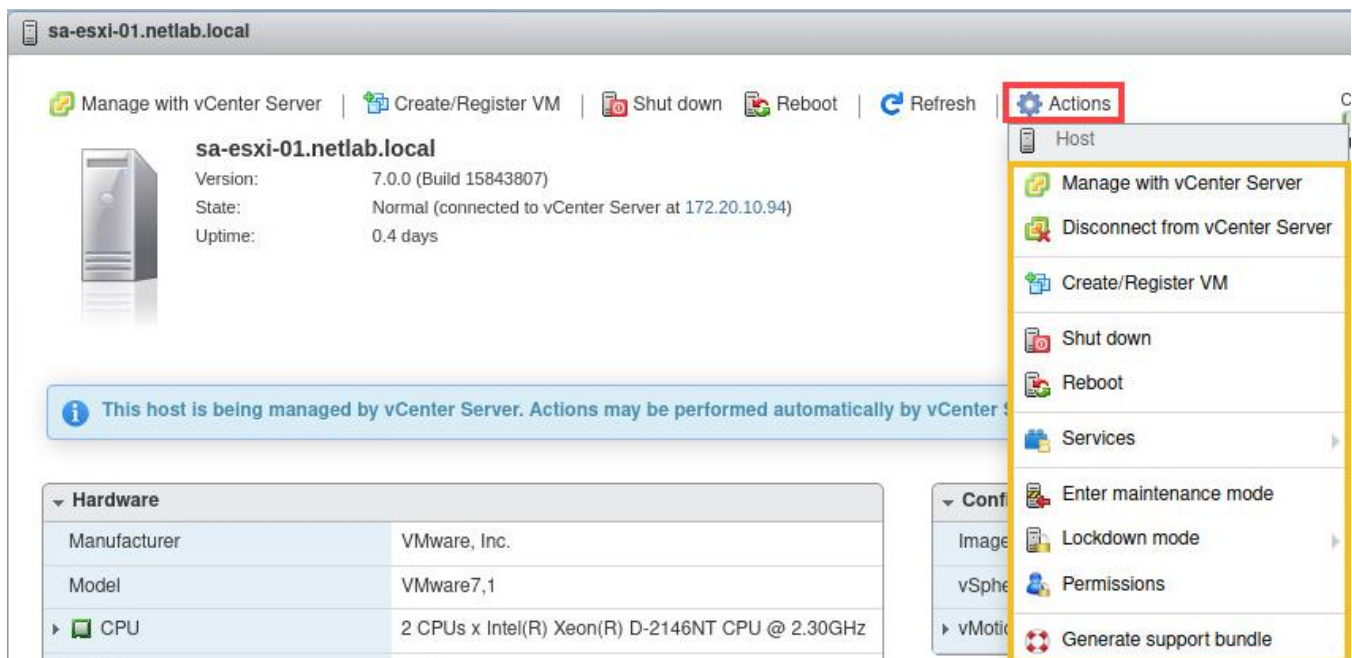 sa-esxi-01.netlab.local
Manage with vCenter Server | Create/Register VM | Shut down Reboot | Refresh | Actions
Host
sa-esxi-01.netlab.local
Version: 7.0.0 (Build 15843807)
State: Normal (connected to vCenter Server at 172.20.10.94)
Uptime: 0.4 days
Manage with vCenter Server
Disconnect from vCenter Server
Create/Register VM
Shut down
Reboot
Services
Enter maintenance mode
Lockdown mode
Permissions
Generate support bundle
This host is being managed by vCenter Server. Actions may be performed automatically by vCenter
Hardware
Manufacturer VMware, Inc.
Model VMware7,1
CPU 2 CPUs x Intel(R) Xeon(R) D-2146NT CPU @ 2.30GHz
Conf
Image
vSphe
vMotio